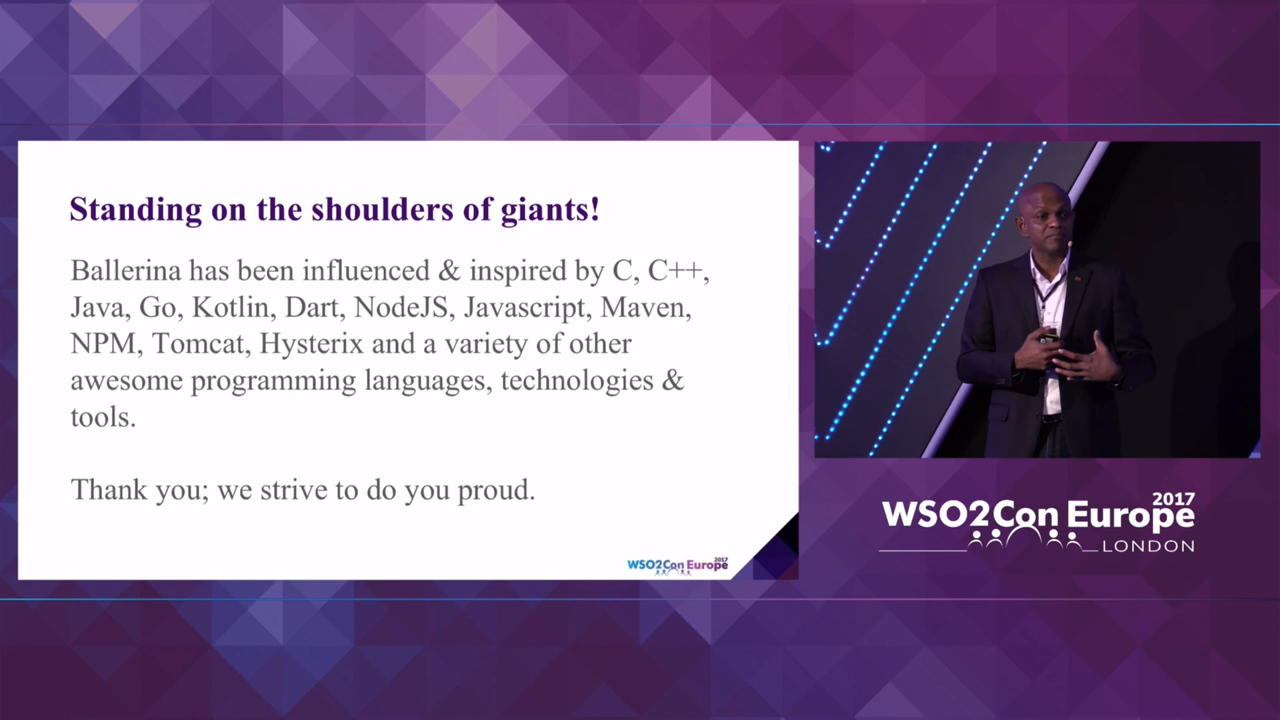 Standing on the shoulders of giants!
Ballerina has been influenced & inspired by C, C++,
Java, Go, Kotlin, Dart, NodeJS, Javascript, Maven,
NPM, Tomcat, Hysterix and a variety of other
awesome programming languages, technologies &
tools.
Thank you; we strive to do you proud.
2017
WSO2Con Europe
2017
WSO2Con Europe
LONDON